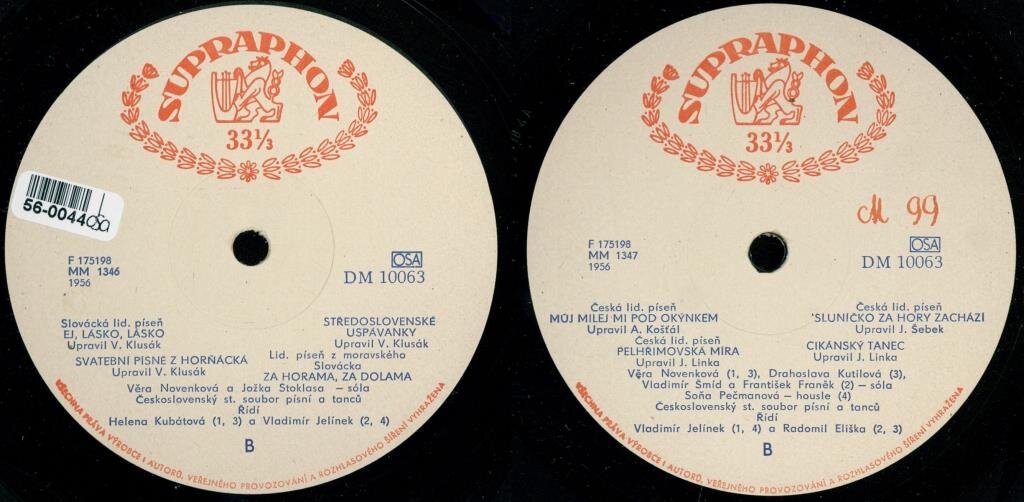 SUPRAPHON
33⅓
56-0044
osa
F 175198
MM 1346
1956
OSA
DM 10063
Slovácká lid. píseň
EJ, LÁSKO, LÁSKO
Upravil V. Klusák
SVATEBNÍ PÍSNĚ Z HORŇÁCKA
Upravil V. Klusák
STŘEDOSLOVENSKÉ
USPÁVANKY
Upravil V. Klusák
Lid. píseň z moravského
Slovácka
ZA HORAMA, ZA DOLAMA
Věra Novenková a Jožka Stoklasa – sóla
Československý st. soubor písní a tanců
Řídí
Helena Kubátová (1, 3) a Vladimír Jelínek (2, 4)
B
VŠECHNA PRÁVA VÝROBCE I AUTORŮ, VEŘEJNÉHO PROVOZOVÁNÍ A ROZHLASOVÉHO ŠÍŘENÍ VYHRAŽENA
SUPRAPHON
33⅓
M 99
F 175198
MM 1347
1956
OSA
DM 10063
Česká lid. píseň
MŮJ MILEJ MI POD OKÝNKEM
Upravil A. Košťál
Česká lid. píseň
PELHŘIMOVSKÁ MÍRA
Upravil J. Linka
Česká lid. píseň
'SLUNÍČKO ZA HORY ZACHÁZÍ
Upravil J. Šebek
CIKÁNSKÝ TANEC
Upravil J. Linka
Věra Novenková (1, 3), Drahoslava Kutilová (3),
Vladimír Šmíd a František Franěk (2) – sóla
Soňa Pečmanová – housle (4)
Československý st. soubor písní a tanců
Řídí
Vladimír Jelínek (1, 4) a Radomil Eliška (2, 3)
B
VŠECHNA PRÁVA VÝROBCE I AUTORŮ, VEŘEJNÉHO PROVOZOVÁNÍ A ROZHLASOVÉHO ŠÍŘENÍ VYHRAŽENA